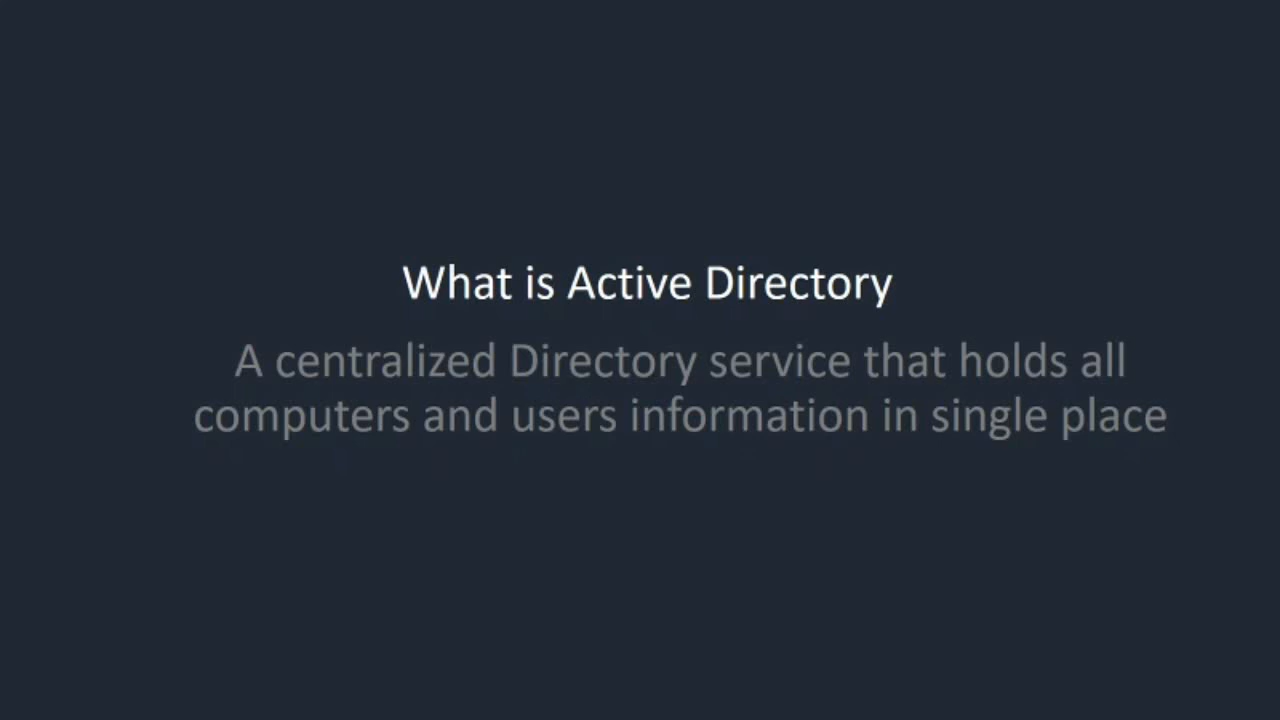 What is Active Directory
A centralized Directory service that holds all
computers and users information in single place